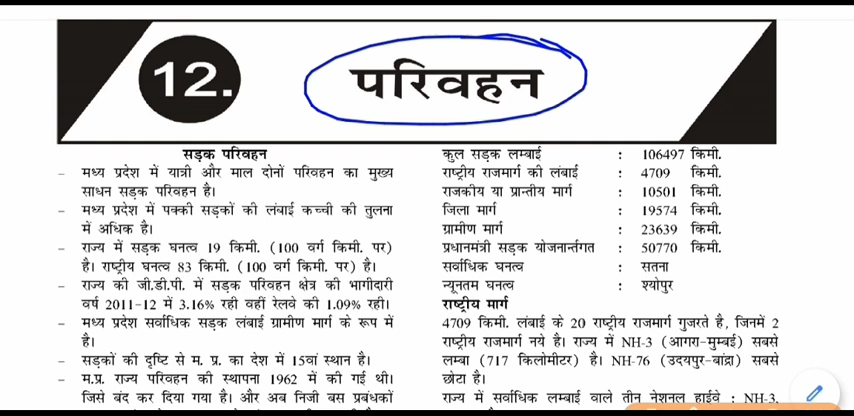 12.
परिवहन
सड़क परिवहन
– मध्य प्रदेश में यात्री और माल दोनों परिवहन का मुख्य
साधन सड़क परिवहन है।
– मध्य प्रदेश में पक्की सड़कों की लंबाई कच्ची की तुलना
में अधिक है।
– राज्य में सड़क घनत्व 19 किमी. (100 वर्ग किमी. पर)
है। राष्ट्रीय घनत्व 83 किमी. (100 वर्ग किमी. पर) है।
– राज्य की जी.डी.पी. में सड़क परिवहन क्षेत्र की भागीदारी
वर्ष 2011-12 में 3.16% रही वहीं रेलवे की 1.09% रही।
– मध्य प्रदेश सर्वाधिक सड़क लंबाई ग्रामीण मार्ग के रूप में
है।
– सड़कों की दृष्टि से म. प्र. का देश में 15वां स्थान है।
– म.प्र. राज्य परिवहन की स्थापना 1962 में की गई थी।
जिसे बंद कर दिया गया है। और अब निजी बस प्रबंधकों
कुल सड़क लम्बाई : 106497 किमी.
राष्ट्रीय राजमार्ग की लंबाई : 4709 किमी.
राजकीय या प्रान्तीय मार्ग : 10501 किमी.
जिला मार्ग : 19574 किमी.
ग्रामीण मार्ग : 23639 किमी.
प्रधानमंत्री सड़क योजनार्न्तगत : 50770 किमी.
सर्वाधिक घनत्व : सतना
न्यूनतम घनत्व : श्योपुर
राष्ट्रीय मार्ग
4709 किमी. लंबाई के 20 राष्ट्रीय राजमार्ग गुजरते है, जिनमें 2
राष्ट्रीय राजमार्ग नये है। राज्य में NH-3 (आगरा-मुम्बई) सबसे
लम्बा (717 किलोमीटर) है। NH-76 (उदयपुर-बांद्रा) सबसे
छोटा है।
राज्य में सर्वाधिक लम्बाई वाले तीन नेशनल हाईवे : NH-3,